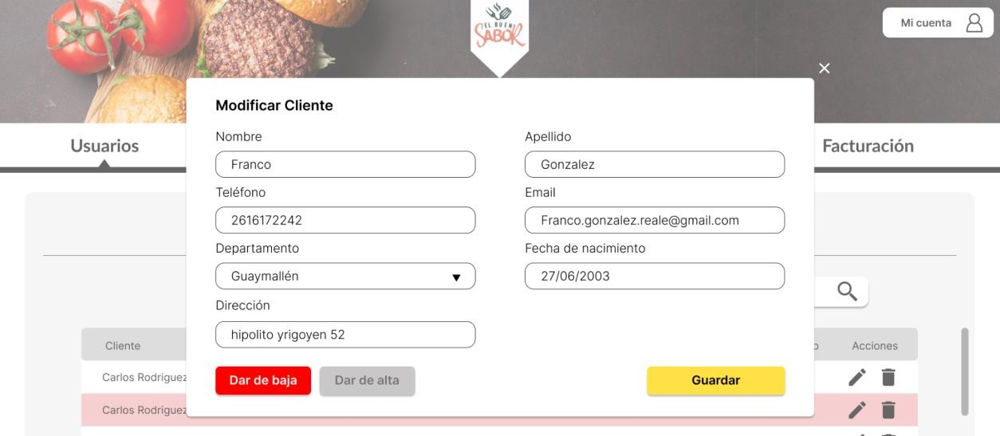 EL BUEN
SABOR
Mi cuenta
Usuarios
Facturación
Modificar Cliente
Nombre
Apellido
Franco
Gonzalez
Teléfono
Email
2616172242
Franco.gonzalez.reale@gmail.com
Departamento
Fecha de nacimiento
Guaymallén
27/06/2003
Dirección
hipolito yrigoyen 52
Dar de baja
Dar de alta
Guardar
Cliente
Acciones
Carlos Rodriguez
Carlos Rodriguez